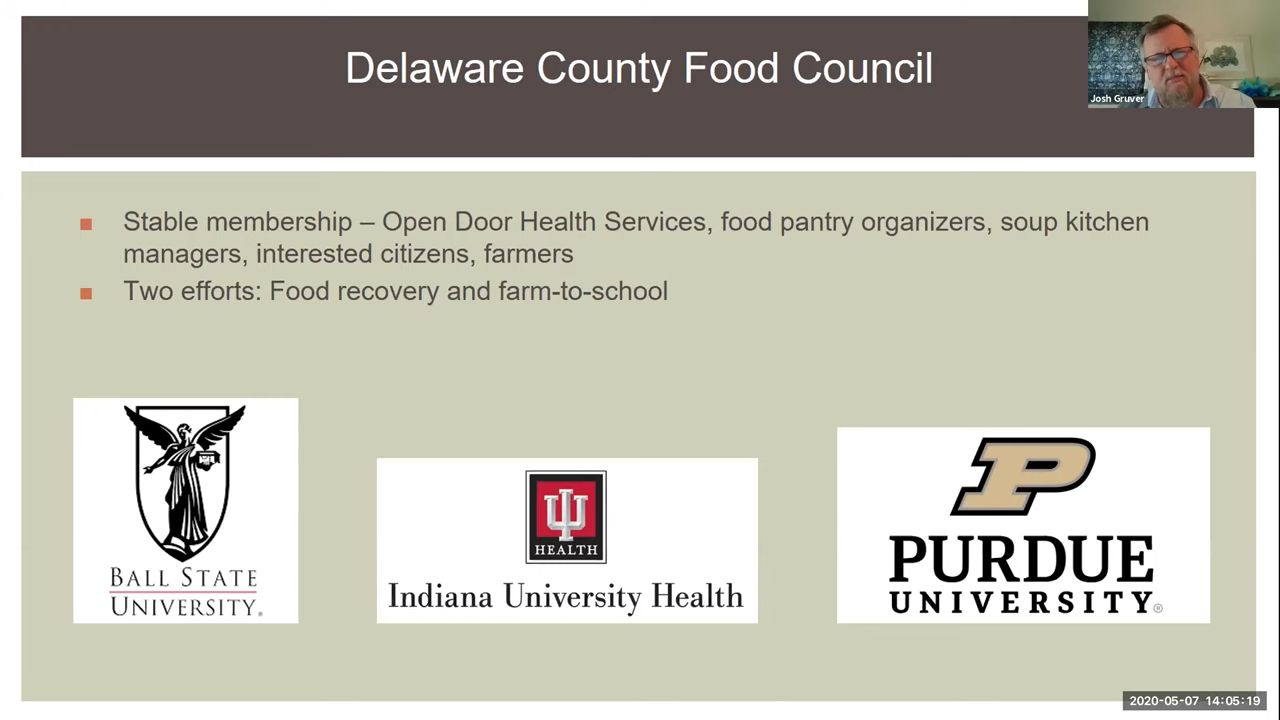 Delaware County Food Council
Josh Gruver
Stable membership – Open Door Health Services, food pantry organizers, soup kitchen
managers, interested citizens, farmers
Two efforts: Food recovery and farm-to-school
BALL STATE
UNIVERSITY.
HEALTH
Indiana University Health
P
PURDUE
UNIVERSITY®
2020-05-07 14:05:19